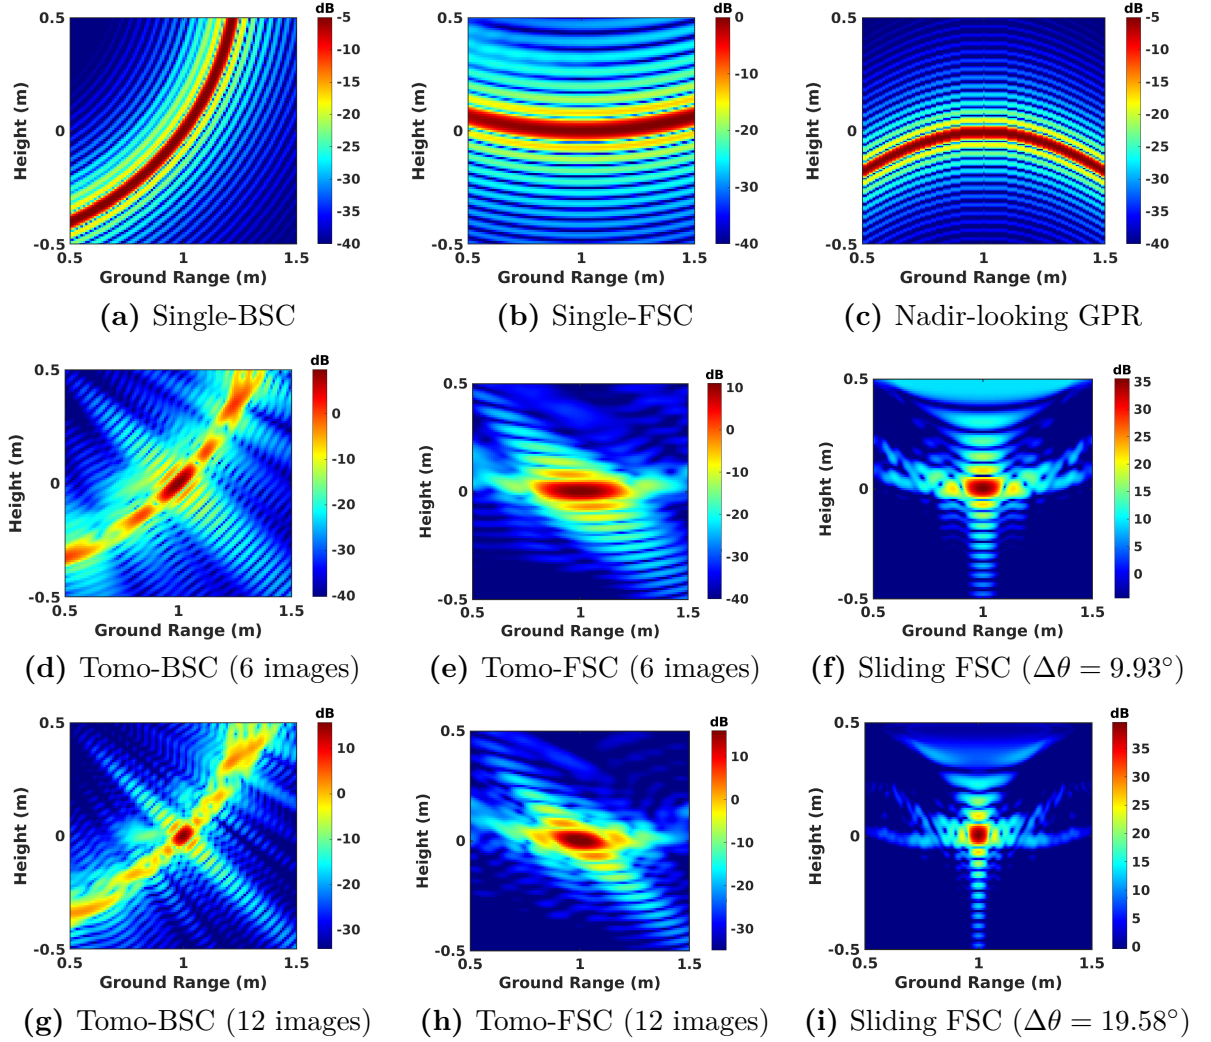 dB
-5
-10
-15
-20
-25
-30
-35
-40
0.5
0
-0.5
Height (m)
0.5 1 1.5
Ground Range (m)
(a) Single-BSC
dB
0
-10
-20
-30
-40
0.5
0
-0.5
Height (m)
0.5 1 1.5
Ground Range (m)
(b) Single-FSC
dB
-5
-10
-15
-20
-25
-30
-35
-40
0.5
0
-0.5
Height (m)
0.5 1 1.5
Ground Range (m)
(c) Nadir-looking GPR
dB
0
-10
-20
-30
-40
0.5
0
-0.5
Height (m)
0.5 1 1.5
Ground Range (m)
(d) Tomo-BSC (6 images)
dB
10
0
-10
-20
-30
-40
0.5
0
-0.5
Height (m)
0.5 1 1.5
Ground Range (m)
(e) Tomo-FSC (6 images)
dB
35
30
25
20
15
10
5
0
0.5
0
-0.5
Height (m)
0.5 1 1.5
Ground Range (m)
(f) Sliding FSC (Δθ = 9.93°)
dB
10
0
-10
-20
-30
0.5
0
-0.5
Height (m)
0.5 1 1.5
Ground Range (m)
(g) Tomo-BSC (12 images)
dB
10
0
-10
-20
-30
0.5
0
-0.5
Height (m)
0.5 1 1.5
Ground Range (m)
(h) Tomo-FSC (12 images)
dB
35
30
25
20
15
10
5
0
0.5
0
-0.5
Height (m)
0.5 1 1.5
Ground Range (m)
(i) Sliding FSC (Δθ = 19.58°)